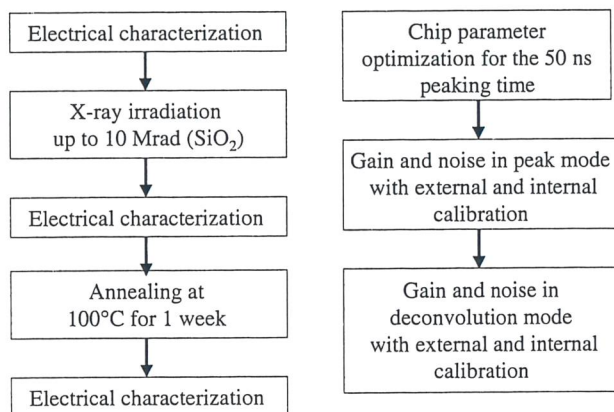 Electrical characterization
X-ray irradiation
up to 10 Mrad (SiO₂)
Electrical characterization
Annealing at
100°C for 1 week
Electrical characterization
Chip parameter
optimization for the 50 ns
peaking time
Gain and noise in peak mode
with external and internal
calibration
Gain and noise in
deconvolution mode
with external and internal
calibration